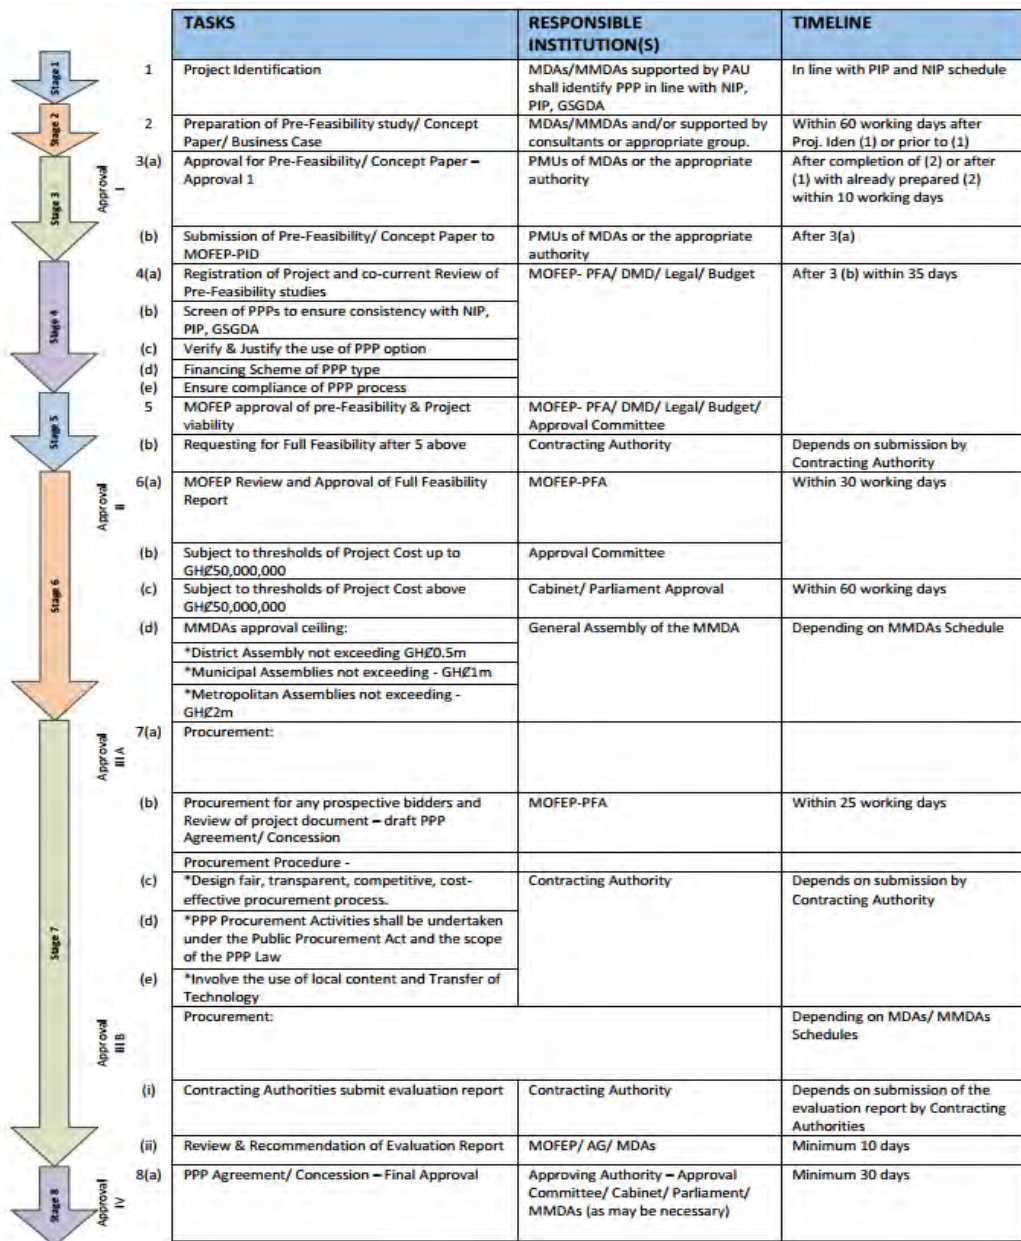 TASKS
RESPONSIBLE
INSTITUTION(S)
TIMELINE
Stage 1
1
Project Identification
MDAs/MMDAs supported by PAU
shall identify PPP in line with NIP,
PIP, GSGDA
In line with PIP and NIP schedule
Stage 2
2
Preparation of Pre-Feasibility study/ Concept
Paper/ Business Case
MDAs/MMDAs and/or supported by
consultants or appropriate group.
Within 60 working days after
Proj. Iden (1) or prior to (1)
Stage 3
Approval
I
3(a)
Approval for Pre-Feasibility/ Concept Paper –
Approval 1
PMUs of MDAs or the appropriate
authority
After completion of (2) or after
(1) with already prepared (2)
within 10 working days
(b)
Submission of Pre-Feasibility/ Concept Paper to
MOFEP-PID
PMUs of MDAs or the appropriate
authority
After 3(a)
Stage 4
4(a)
Registration of Project and co-current Review of
Pre-Feasibility studies
MOFEP- PFA/ DMD/ Legal/ Budget
After 3 (b) within 35 days
(b)
Screen of PPPs to ensure consistency with NIP,
PIP, GSGDA
(c)
Verify & Justify the use of PPP option
(d)
Financing Scheme of PPP type
(e)
Ensure compliance of PPP process
Stage 5
5
MOFEP approval of pre-Feasibility & Project
viability
MOFEP- PFA/ DMD/ Legal/ Budget/
Approval Committee
(b)
Requesting for Full Feasibility after 5 above
Contracting Authority
Depends on submission by
Contracting Authority
Stage 6
Approval
II
6(a)
MOFEP Review and Approval of Full Feasibility
Report
MOFEP-PFA
Within 30 working days
(b)
Subject to thresholds of Project Cost up to
GH₵50,000,000
Approval Committee
(c)
Subject to thresholds of Project Cost above
GH₵50,000,000
Cabinet/ Parliament Approval
Within 60 working days
(d)
MMDAs approval ceiling:
General Assembly of the MMDA
Depending on MMDAs Schedule
*District Assembly not exceeding GH₵0.5m
*Municipal Assemblies not exceeding - GH₵1m
*Metropolitan Assemblies not exceeding -
GH₵2m
Stage 7
Approval
III A
7(a)
Procurement:
(b)
Procurement for any prospective bidders and
Review of project document – draft PPP
Agreement/ Concession
MOFEP-PFA
Within 25 working days
Procurement Procedure -
(c)
*Design fair, transparent, competitive, cost-
effective procurement process.
Contracting Authority
Depends on submission by
Contracting Authority
(d)
*PPP Procurement Activities shall be undertaken
under the Public Procurement Act and the scope
of the PPP Law
(e)
*Involve the use of local content and Transfer of
Technology
Approval
III B
Procurement:
Depending on MDAs/ MMDAs
Schedules
(i)
Contracting Authorities submit evaluation report
Contracting Authority
Depends on submission of the
evaluation report by Contracting
Authorities
(ii)
Review & Recommendation of Evaluation Report
MOFEP/ AG/ MDAs
Minimum 10 days
Stage 8
Approval
IV
8(a)
PPP Agreement/ Concession – Final Approval
Approving Authority – Approval
Committee/ Cabinet/ Parliament/
MMDAs (as may be necessary)
Minimum 30 days